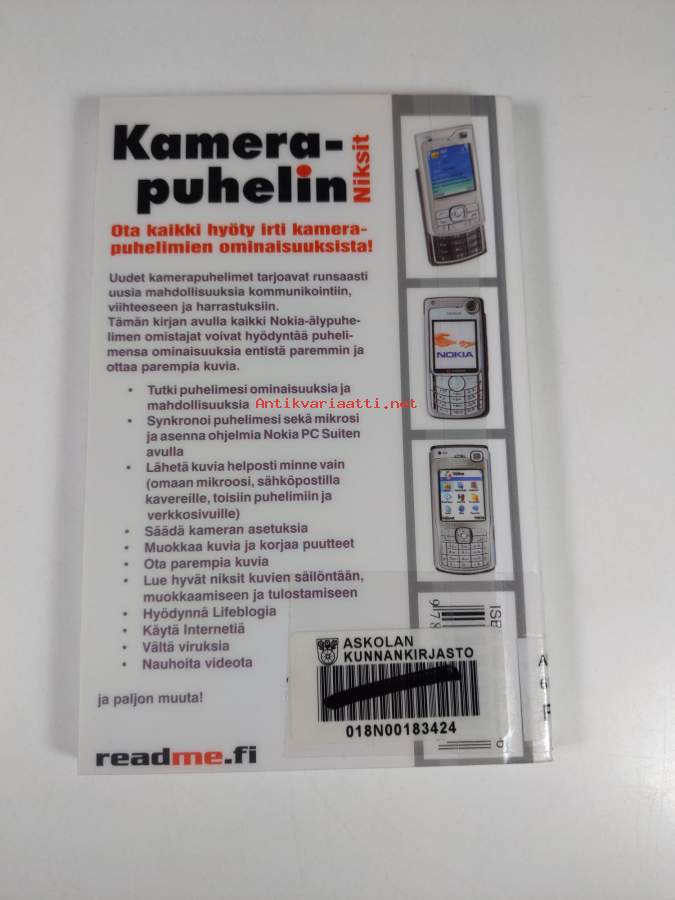 Kamera-
puhelin
Niksit
Ota kaikki hyöty irti kamera-
puhelimien ominaisuuksista!
Uudet kamerapuhelimet tarjoavat runsaasti
uusia mahdollisuuksia kommunikointiin,
viihteeseen ja harrastuksiin.
Tämän kirjan avulla kaikki Nokia-älypuhe-
limen omistajat voivat hyödyntää puheli-
mensa ominaisuuksia entistä paremmin ja
ottaa parempia kuvia.
• Tutki puhelimesi ominaisuuksia ja
mahdollisuuksia
Antikvariaatti.net
• Synkronoi puhelimesi sekä mikrosi
ja asenna ohjelmia Nokia PC Suiten
avulla
• Lähetä kuvia helposti minne vain
(omaan mikroosi, sähköpostilla
kavereille, toisiin puhelimiin ja
verkkosivuille)
• Säädä kameran asetuksia
• Muokkaa kuvia ja korjaa puutteet
• Ota parempia kuvia
• Lue hyvät niksit kuvien säilöntään,
muokkaamiseen ja tulostamiseen
• Hyödynnä Lifeblogia
• Käytä Internetiä
• Vältä viruksia
• Nauhoita videota
ja paljon muuta!
readme.fi
NOKIA
ASKOLAN
KUNNANKIRJASTO
018N00183424